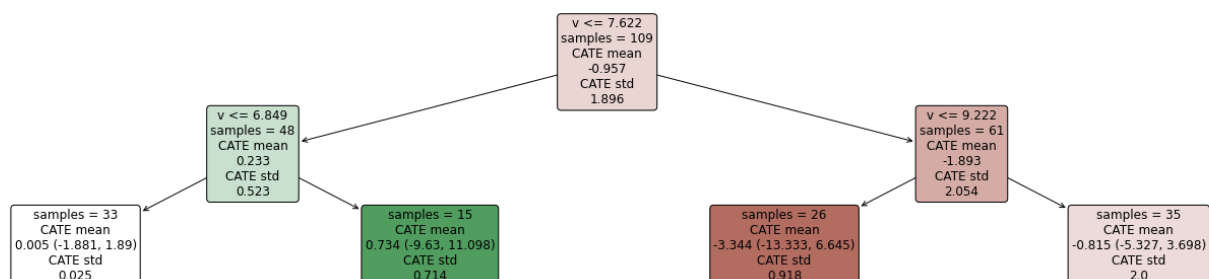 v <= 7.622
samples = 109
CATE mean
-0.957
CATE std
1.896
v <= 6.849
samples = 48
CATE mean
0.233
CATE std
0.523
v <= 9.222
samples = 61
CATE mean
-1.893
CATE std
2.054
samples = 33
CATE mean
0.005 (-1.881, 1.89)
CATE std
0.025
samples = 15
CATE mean
0.734 (-9.63, 11.098)
CATE std
0.714
samples = 26
CATE mean
-3.344 (-13.333, 6.645)
CATE std
0.918
samples = 35
CATE mean
-0.815 (-5.327, 3.698)
CATE std
2.0